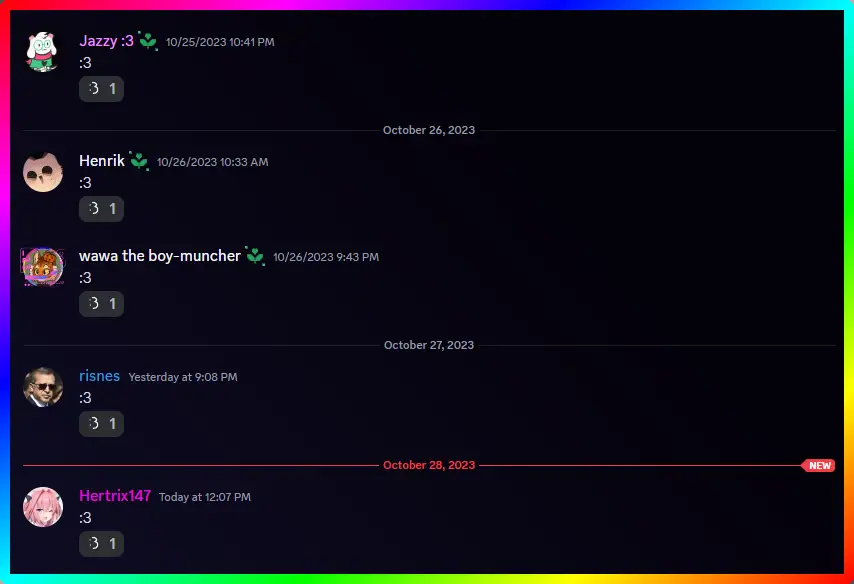 Jazzy :3 10/25/2023 10:41 PM
:3
:3 1
October 26, 2023
Henrik 10/26/2023 10:33 AM
:3
:3 1
wawa the boy-muncher 10/26/2023 9:43 PM
:3
:3 1
October 27, 2023
risnes Yesterday at 9:08 PM
:3
:3 1
October 28, 2023 NEW
Hertrix147 Today at 12:07 PM
:3
:3 1